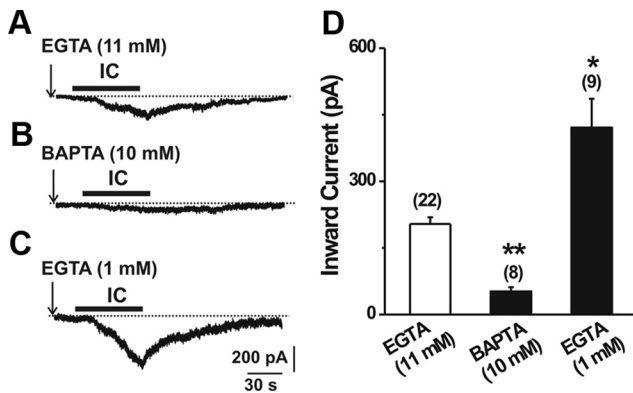 A
EGTA (11 mM)
IC
B
BAPTA (10 mM)
IC
C
EGTA (1 mM)
IC
200 pA
30 s
D
Inward Current (pA)
600
300
0
(22)
**
(8)
*
(9)
EGTA
(11 mM)
BAPTA
(10 mM)
EGTA
(1 mM)